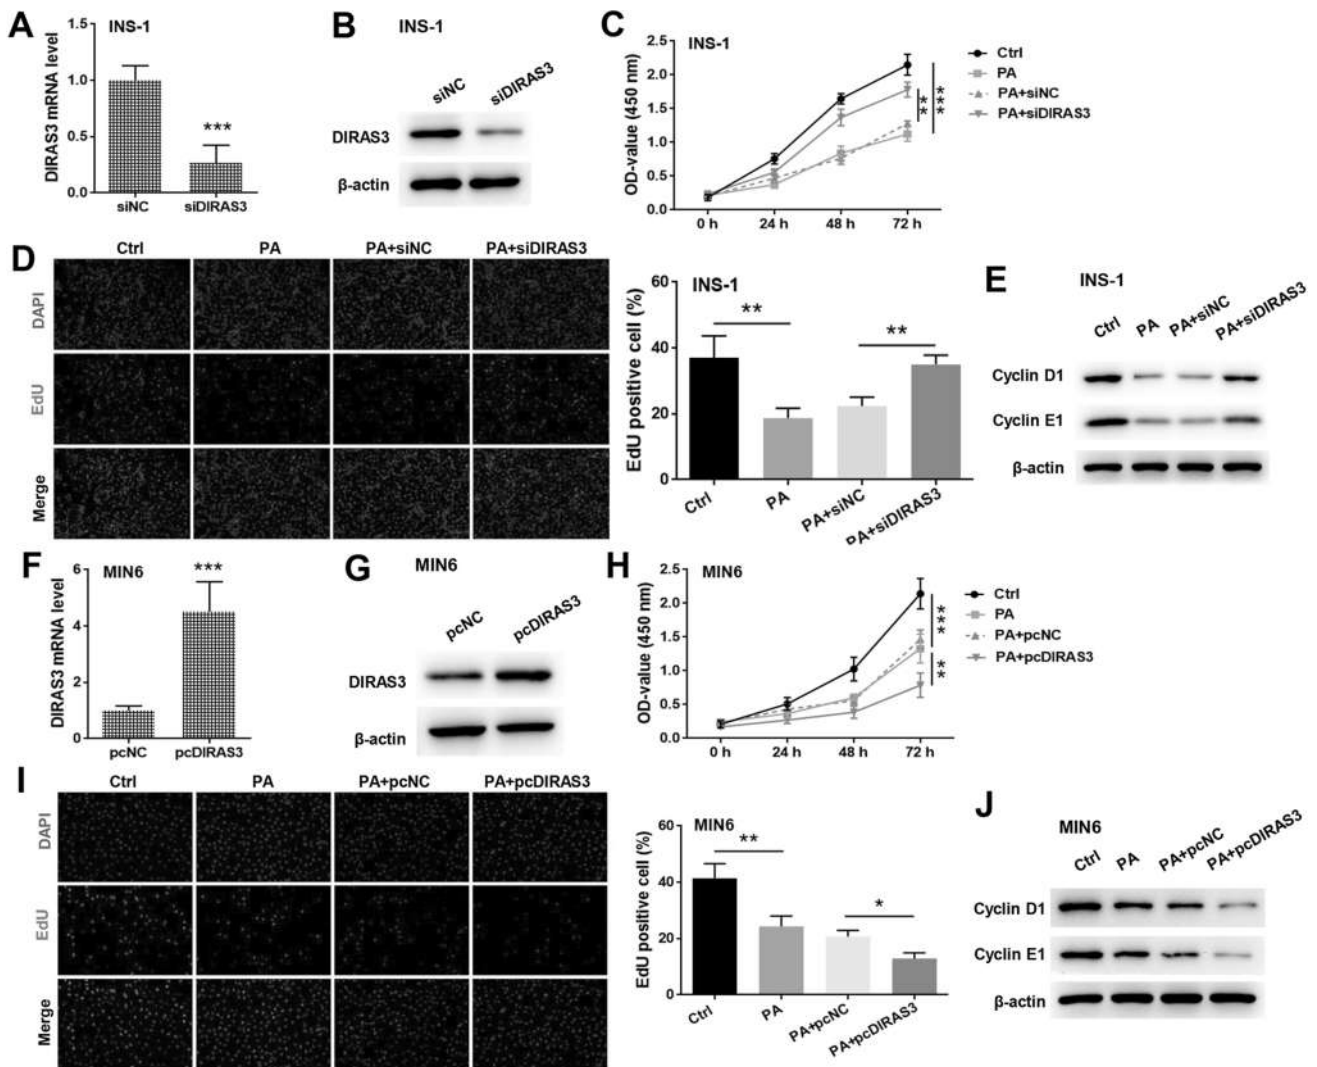 A
INS-1
DIRAS3 mRNA level
1.5
1.0
0.5
0.0
***
siNC
siDIRAS3
B
INS-1
siNC
siDIRAS3
DIRAS3
β-actin
C
INS-1
OD-value (450 nm)
2.5
2.0
1.5
1.0
0.5
0.0
0 h
24 h
48 h
72 h
**
***
Ctrl
PA
PA+siNC
PA+siDIRAS3
D
Ctrl
PA
PA+siNC
PA+siDIRAS3
DAPI
EdU
Merge
INS-1
EdU positive cell (%)
60
40
20
0
**
**
Ctrl
PA
PA+siNC
PA+siDIRAS3
E
INS-1
Ctrl
PA
PA+siNC
PA+siDIRAS3
Cyclin D1
Cyclin E1
β-actin
F
MIN6
DIRAS3 mRNA level
6
4
2
0
***
pcNC
pcDIRAS3
G
MIN6
pcNC
pcDIRAS3
DIRAS3
β-actin
H
MIN6
OD-value (450 nm)
2.5
2.0
1.5
1.0
0.5
0.0
0 h
24 h
48 h
72 h
***
**
Ctrl
PA
PA+pcNC
PA+pcDIRAS3
I
Ctrl
PA
PA+pcNC
PA+pcDIRAS3
DAPI
EdU
Merge
MIN6
EdU positive cell (%)
60
40
20
0
**
*
Ctrl
PA
PA+pcNC
PA+pcDIRAS3
J
MIN6
Ctrl
PA
PA+pcNC
PA+pcDIRAS3
Cyclin D1
Cyclin E1
β-actin